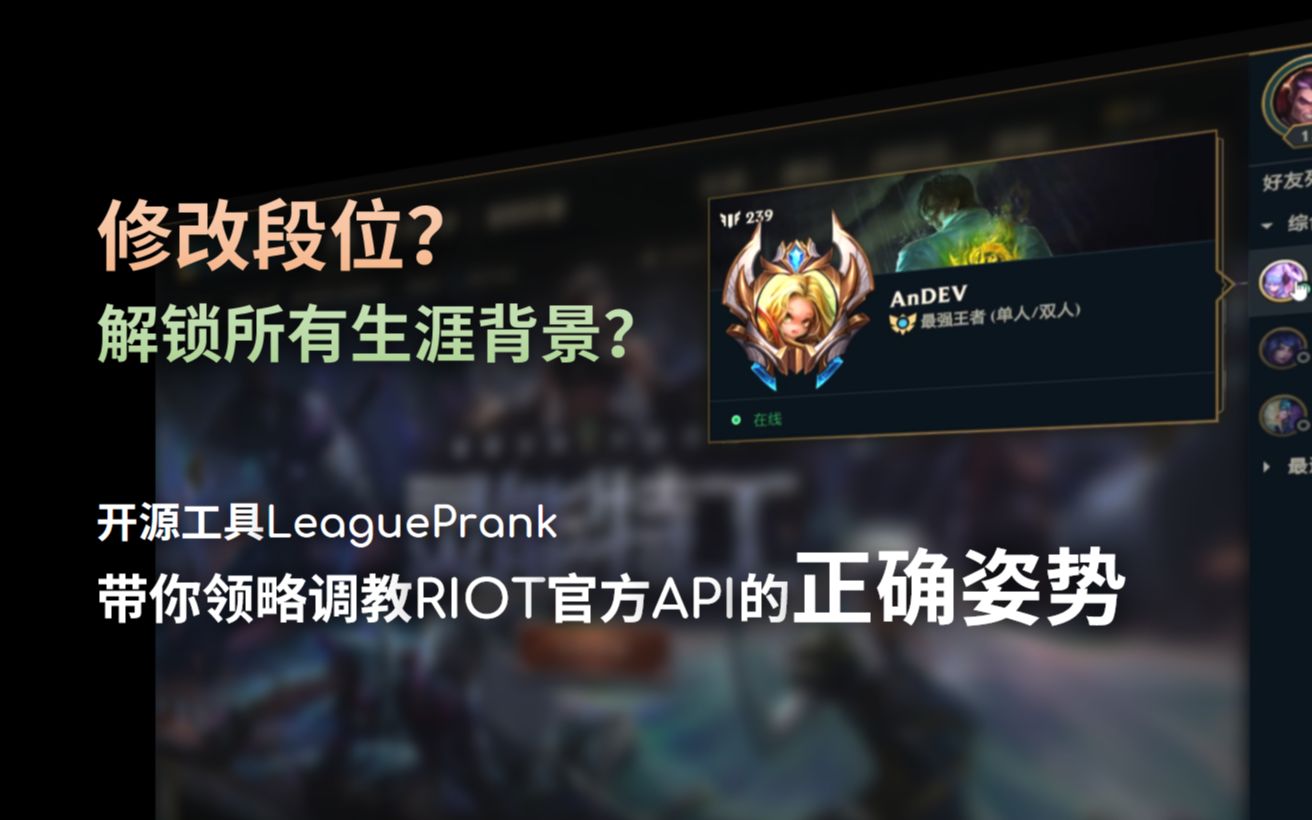 修改段位？
解锁所有生涯背景？
239
AnDEV
最强王者 (单人/双人)
在线
好友
综
开源工具LeaguePrank
带你领略调教RIOT官方API的正确姿势